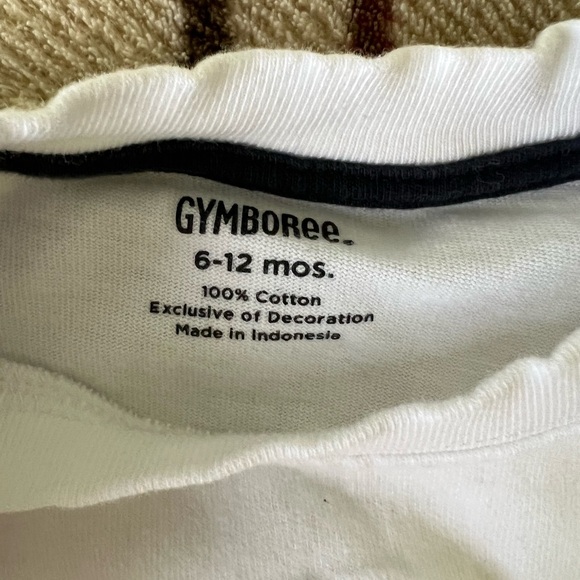 GYMBOREE.
6-12 mos.
100% Cotton
Exclusive of Decoration
Made in Indonesia